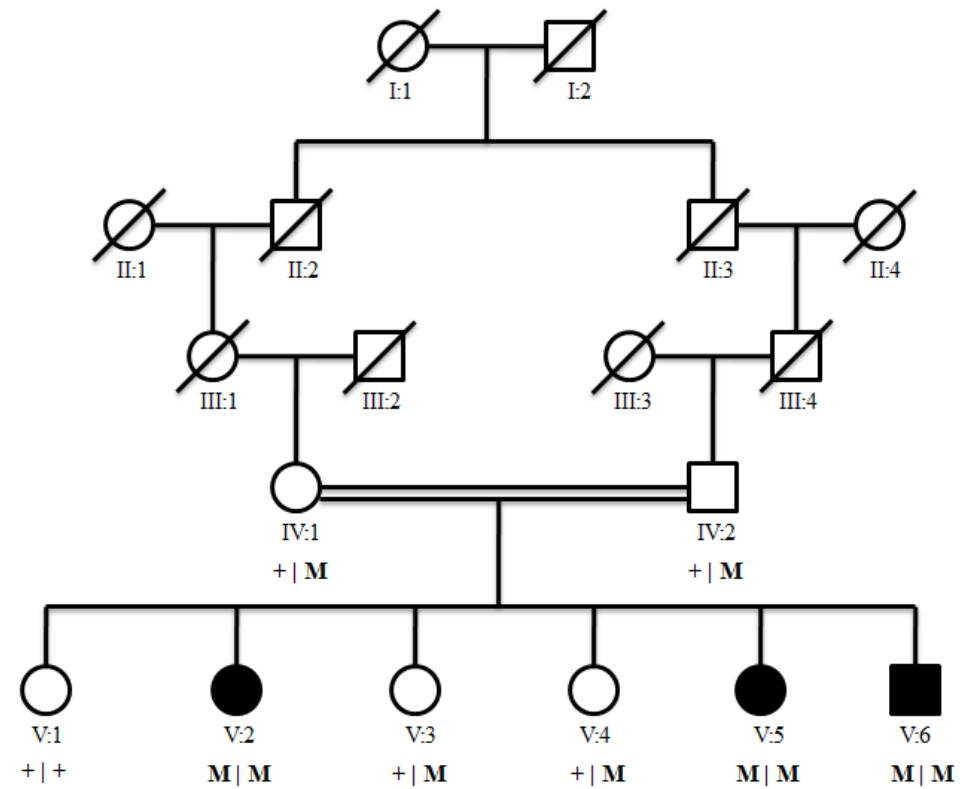 I:1 I:2
II:1 II:2 II:3 II:4
III:1 III:2 III:3 III:4
IV:1 IV:2
+ | M + | M
V:1 V:2 V:3 V:4 V:5 V:6
+ | + M | M + | M + | M M | M M | M